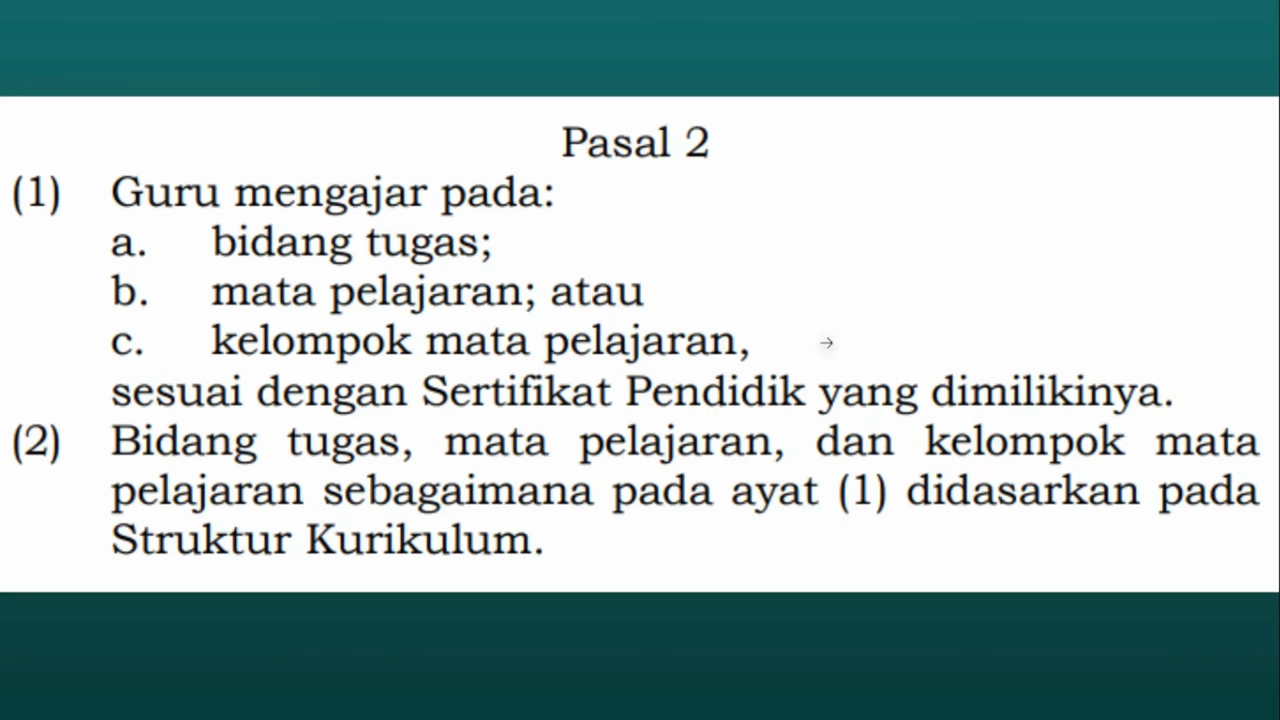 Pasal 2
(1) Guru mengajar pada:
a. bidang tugas;
b. mata pelajaran; atau
c. kelompok mata pelajaran,
sesuai dengan Sertifikat Pendidik yang dimilikinya.
(2) Bidang tugas, mata pelajaran, dan kelompok mata
pelajaran sebagaimana pada ayat (1) didasarkan pada
Struktur Kurikulum.